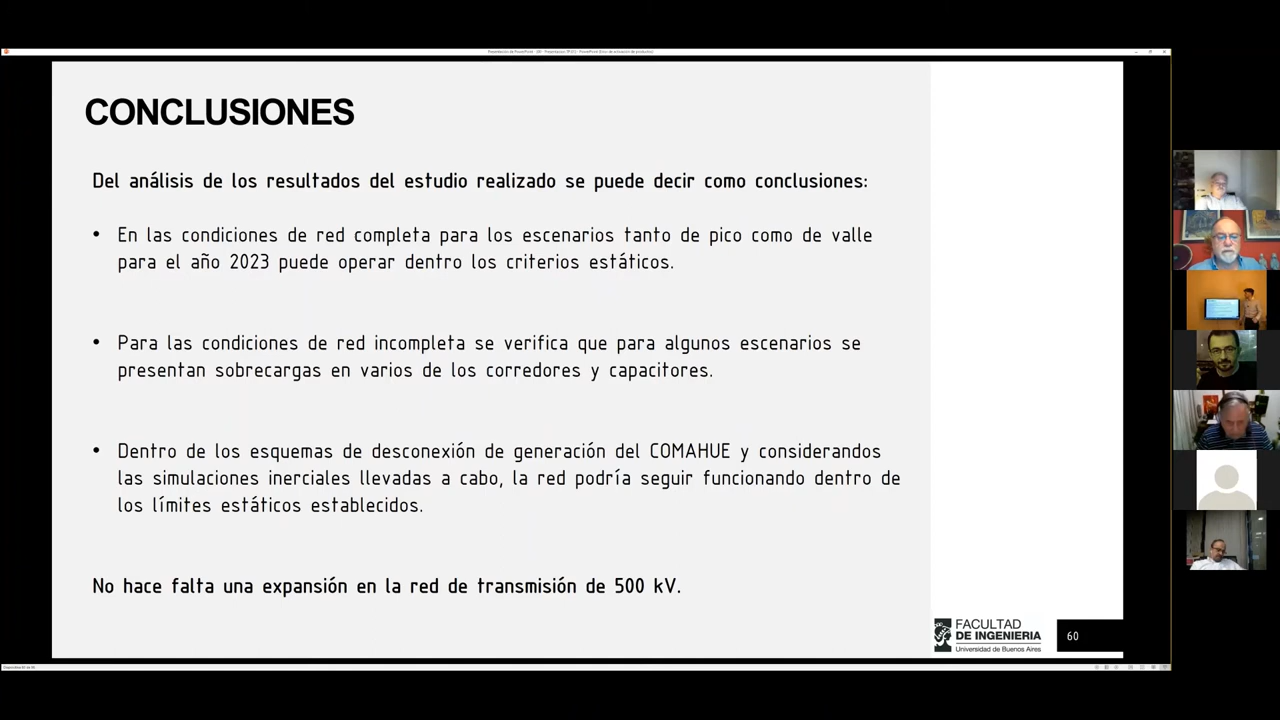 CONCLUSIONES
Del análisis de los resultados del estudio realizado se puede decir como conclusiones:
• En las condiciones de red completa para los escenarios tanto de pico como de valle
para el año 2023 puede operar dentro los criterios estáticos.
• Para las condiciones de red incompleta se verifica que para algunos escenarios se
presentan sobrecargas en varios de los corredores y capacitores.
• Dentro de los esquemas de desconexión de generación del COMAHUE y considerandos
las simulaciones inerciales llevadas a cabo, la red podría seguir funcionando dentro de
los límites estáticos establecidos.
No hace falta una expansión en la red de transmisión de 500 kV.
FACULTAD
DE INGENIERIA
Universidad de Buenos Aires
60